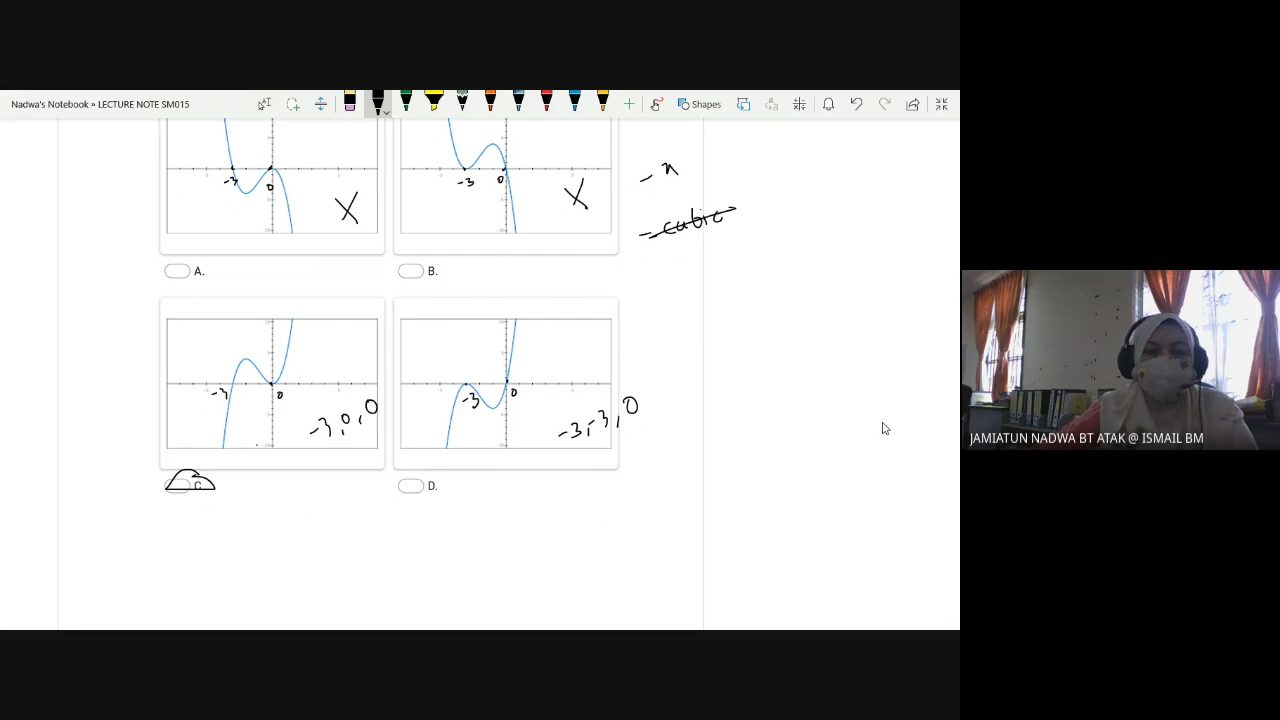 Nadwa's Notebook » LECTURE NOTE SM015
Shapes
-3 0
X
-3 0
X
- x
- cubic
A.
B.
-3 0
-3, 0, 0
-3 0
-3, -3, 0
C.
D.
JAMIATUN NADWA BT ATAK @ ISMAIL BM